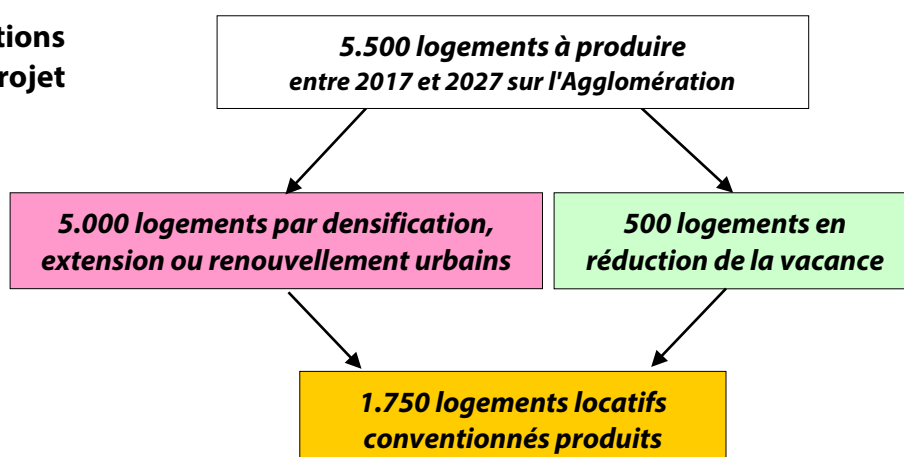 tions
rojet
5.500 logements à produire
entre 2017 et 2027 sur l'Agglomération
5.000 logements par densification,
extension ou renouvellement urbains
500 logements en
réduction de la vacance
1.750 logements locatifs
conventionnés produits